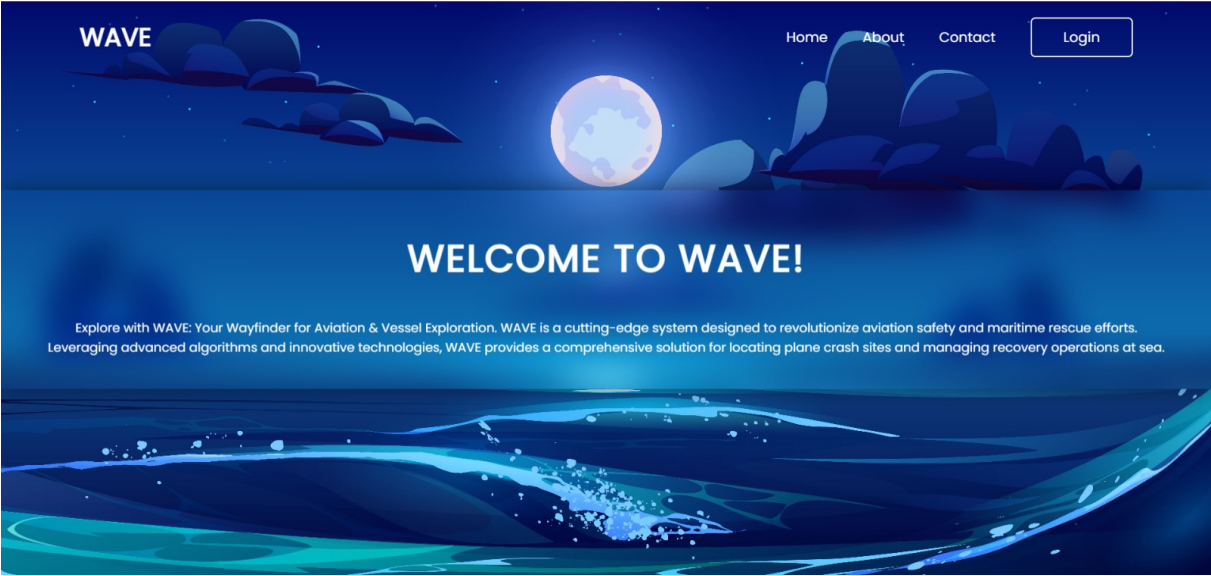 WAVE
Home About Contact Login
WELCOME TO WAVE!
Explore with WAVE: Your Wayfinder for Aviation & Vessel Exploration. WAVE is a cutting-edge system designed to revolutionize aviation safety and maritime rescue efforts.
Leveraging advanced algorithms and innovative technologies, WAVE provides a comprehensive solution for locating plane crash sites and managing recovery operations at sea.